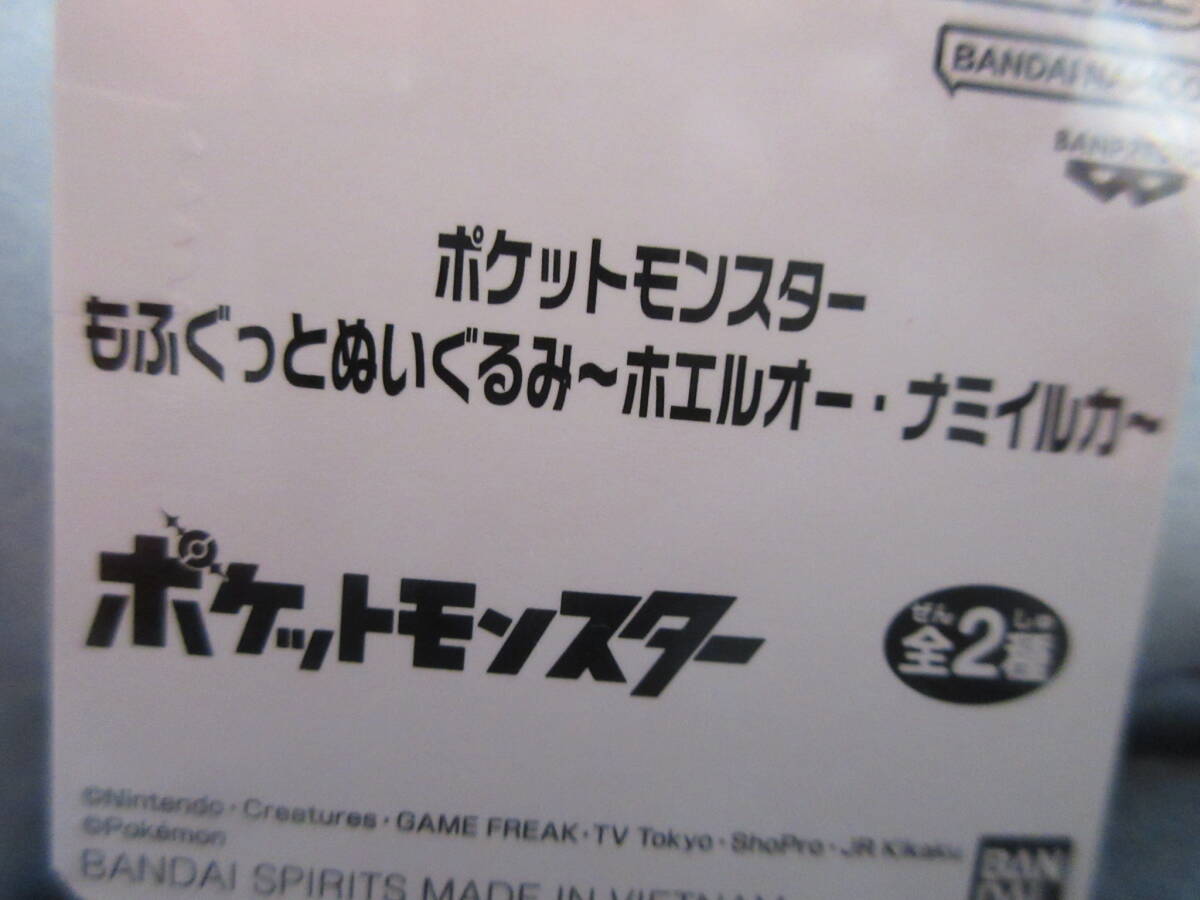 BANDAI NAMCO
BANPRESTO
ポケットモンスター
もふぐっとぬいぐるみ～ホエルオー・ナミイルカ～
ポケットモンスター
ぜん しゅ
全2種
©Nintendo・Creatures・GAME FREAK・TV Tokyo・ShoPro・JR Kikaku
©Pokémon
BANDAI SPIRITS MADE IN VIETNAM
BAN